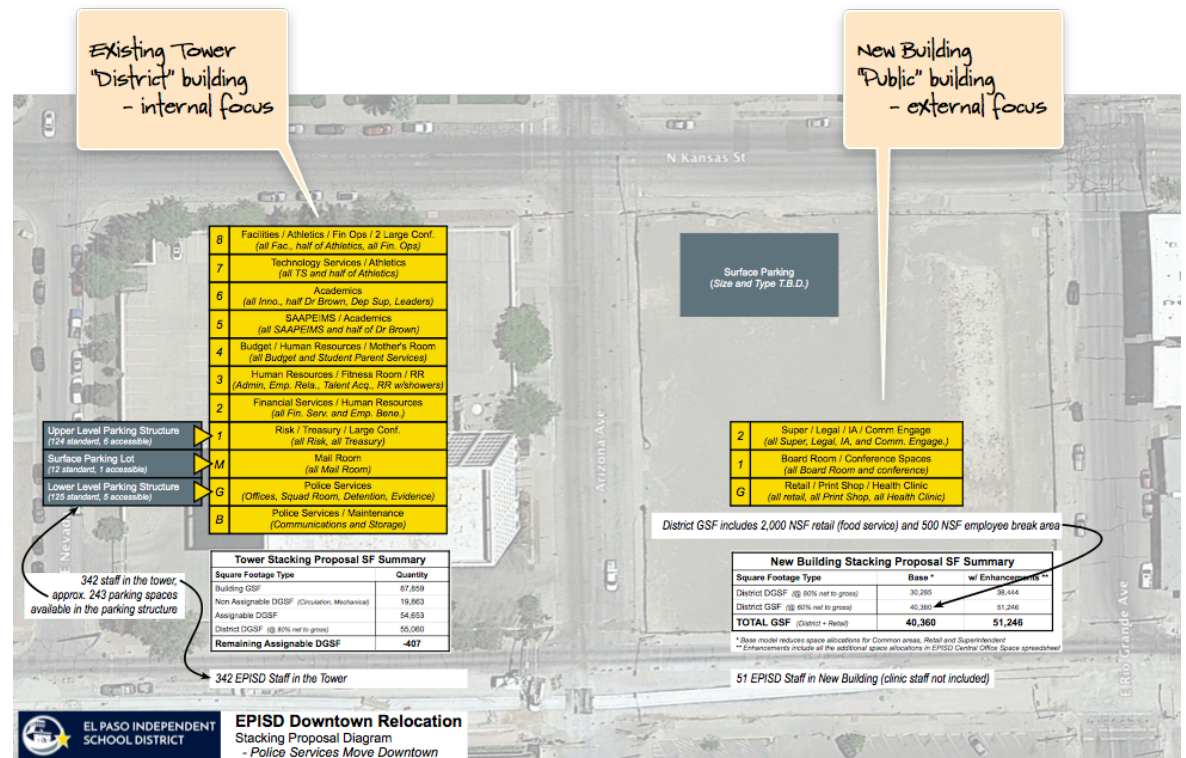 Existing Tower
"District" building
- internal focus
New Building
"Public" building
- external focus
N Kansas St
8
Facilities / Athletics / Fin Ops / 2 Large Conf.
(all Fac., half of Athletics, all Fin. Ops)
7
Technology Services / Athletics
(all TS and half of Athletics)
6
Academics
(all Inno., half Dr Brown, Dep Sup, Leaders)
5
SAAPEIMS / Academics
(all SAAPEIMS and half of Dr Brown)
4
Budget / Human Resources / Mother's Room
(all Budget and Student Parent Services)
3
Human Resources / Fitness Room / RR
(Admin, Emp. Rela., Talent Acq., RR w/showers)
2
Financial Services / Human Resources
(all Fin. Serv. and Emp. Bene.)
1
Risk / Treasury / Large Conf.
(all Risk, all Treasury)
M
Mail Room
(all Mail Room)
G
Police Services
(Offices, Squad Room, Detention, Evidence)
B
Police Services / Maintenance
(Communications and Storage)
Upper Level Parking Structure
(124 standard, 6 accessible)
Surface Parking Lot
(12 standard, 1 accessible)
Lower Level Parking Structure
(125 standard, 5 accessible)
E Nevada
Arizona Ave
Surface Parking
(Size and Type T.B.D.)
2
Super / Legal / IA / Comm Engage
(all Super, Legal, IA, and Comm. Engage.)
1
Board Room / Conference Spaces
(all Board Room and conference)
G
Retail / Print Shop / Health Clinic
(all retail, all Print Shop, all Health Clinic)
District GSF includes 2,000 NSF retail (food service) and 500 NSF employee break area
342 staff in the tower,
approx. 243 parking spaces
available in the parking structure
Tower Stacking Proposal SF Summary
Square Footage Type Quantity
Building GSF 87,859
Non Assignable DGSF (Circulation, Mechanical) 19,863
Assignable DGSF 54,653
District DGSF (@ 80% net to gross) 55,060
Remaining Assignable DGSF -407
342 EPISD Staff in the Tower
New Building Stacking Proposal SF Summary
Square Footage Type Base * w/ Enhancements **
District DGSF (@ 80% net to gross) 30,285 38,444
District GSF (@ 60% net to gross) 40,360 51,246
TOTAL GSF (District + Retail) 40,360 51,246
* Base model reduces space allocations for Common areas, Retail and Superintendent
** Enhancements include all the additional space allocations in EPISD Central Office Space spreadsheet
51 EPISD Staff in New Building (clinic staff not included)
E Rio Grande Ave
EL PASO INDEPENDENT
SCHOOL DISTRICT
EPISD Downtown Relocation
Stacking Proposal Diagram
- Police Services Move Downtown